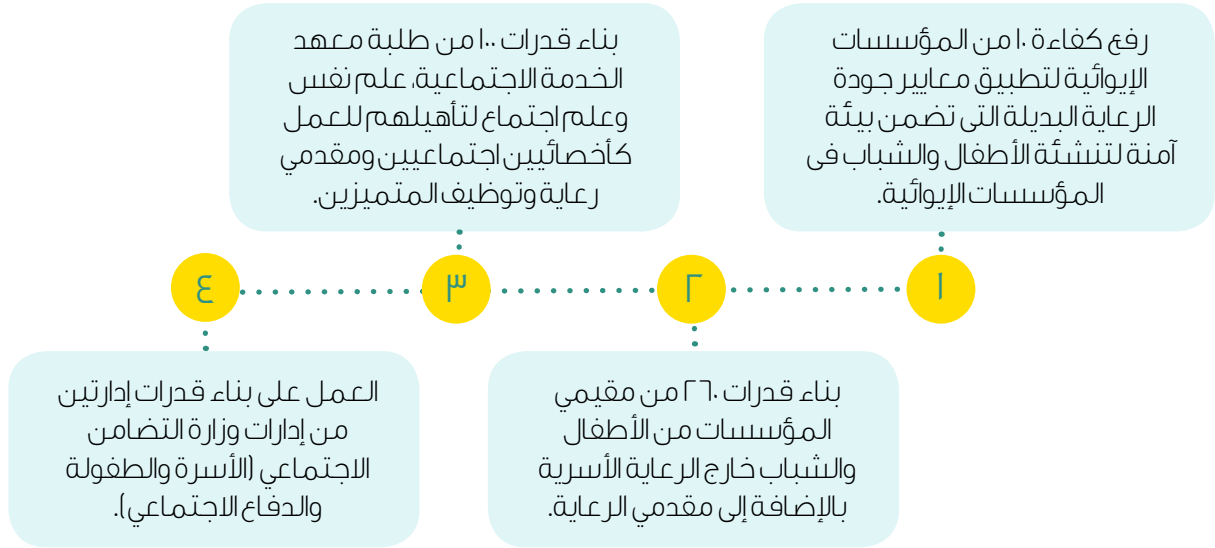 رفع كفاءة ١٠ من المؤسسات
الإيوائية لتطبيق معايير جودة
الرعاية البديلة التى تضمن بيئة
آمنة لتنشئة الأطفال والشباب فى
المؤسسات الإيوائية.
١
بناء قدرات ٢٦٠ من مقيمي
المؤسسات من الأطفال
والشباب خارج الرعاية الأسرية
بالإضافة إلى مقدمي الرعاية.
٢
بناء قدرات ١٠٠ من طلبة معهد
الخدمة الاجتماعية، علم نفس
وعلم اجتماع لتأهيلهم للعمل
كأخصائيين اجتماعيين ومقدمي
رعاية وتوظيف المتميزين.
٣
العمل على بناء قدرات إدارتين
من إدارات وزارة التضامن
الاجتماعي (الأسرة والطفولة
والدفاع الاجتماعي).
٤